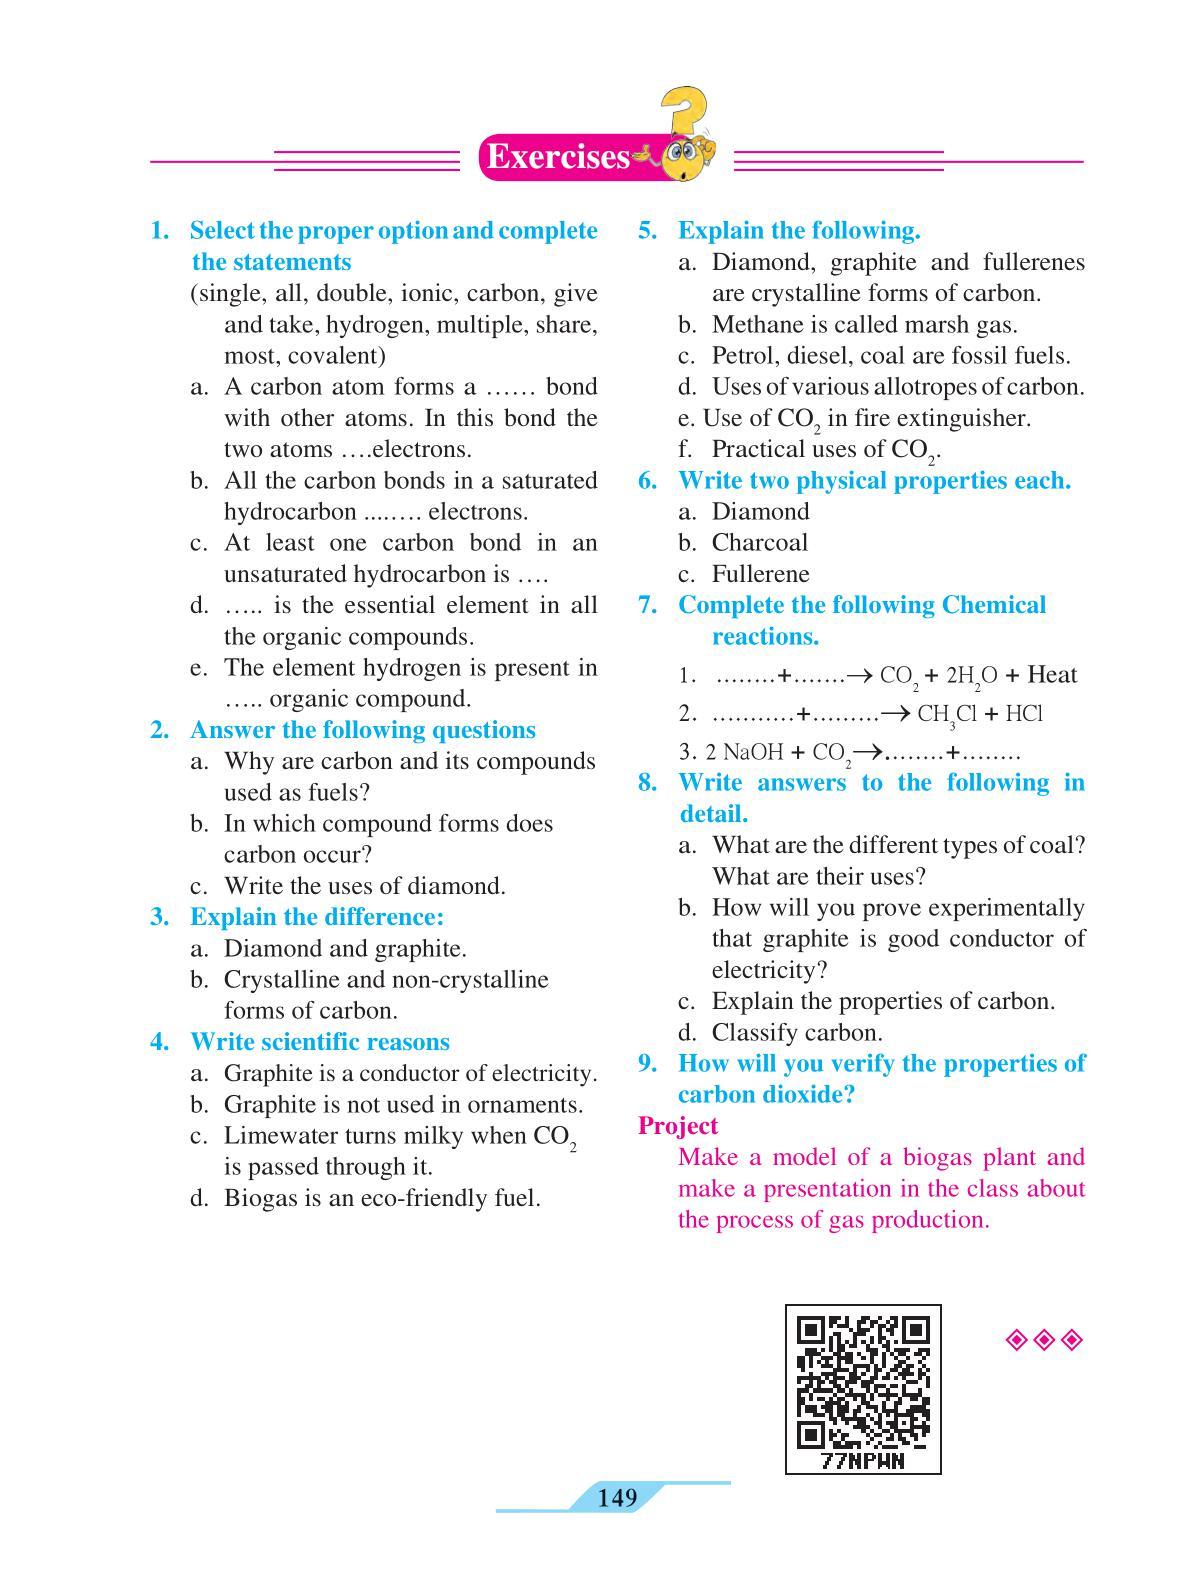 Exercises
1. Select the proper option and complete
the statements
(single, all, double, ionic, carbon, give
and take, hydrogen, multiple, share,
most, covalent)
a. A carbon atom forms a …… bond
with other atoms. In this bond the
two atoms ….electrons.
b. All the carbon bonds in a saturated
hydrocarbon ....…. electrons.
c. At least one carbon bond in an
unsaturated hydrocarbon is ….
d. ….. is the essential element in all
the organic compounds.
e. The element hydrogen is present in
….. organic compound.
2. Answer the following questions
a. Why are carbon and its compounds
used as fuels?
b. In which compound forms does
carbon occur?
c. Write the uses of diamond.
3. Explain the difference:
a. Diamond and graphite.
b. Crystalline and non-crystalline
forms of carbon.
4. Write scientific reasons
a. Graphite is a conductor of electricity.
b. Graphite is not used in ornaments.
c. Limewater turns milky when CO₂
is passed through it.
d. Biogas is an eco-friendly fuel.
5. Explain the following.
a. Diamond, graphite and fullerenes
are crystalline forms of carbon.
b. Methane is called marsh gas.
c. Petrol, diesel, coal are fossil fuels.
d. Uses of various allotropes of carbon.
e. Use of CO₂ in fire extinguisher.
f. Practical uses of CO₂.
6. Write two physical properties each.
a. Diamond
b. Charcoal
c. Fullerene
7. Complete the following Chemical
reactions.
1. ........+.......→ CO₂ + 2H₂O + Heat
2. ...........+.........→ CH₃Cl + HCl
3. 2 NaOH + CO₂ →.........+........
8. Write answers to the following in
detail.
a. What are the different types of coal?
What are their uses?
b. How will you prove experimentally
that graphite is good conductor of
electricity?
c. Explain the properties of carbon.
d. Classify carbon.
9. How will you verify the properties of
carbon dioxide?
Project
Make a model of a biogas plant and
make a presentation in the class about
the process of gas production.
77NPWN
149